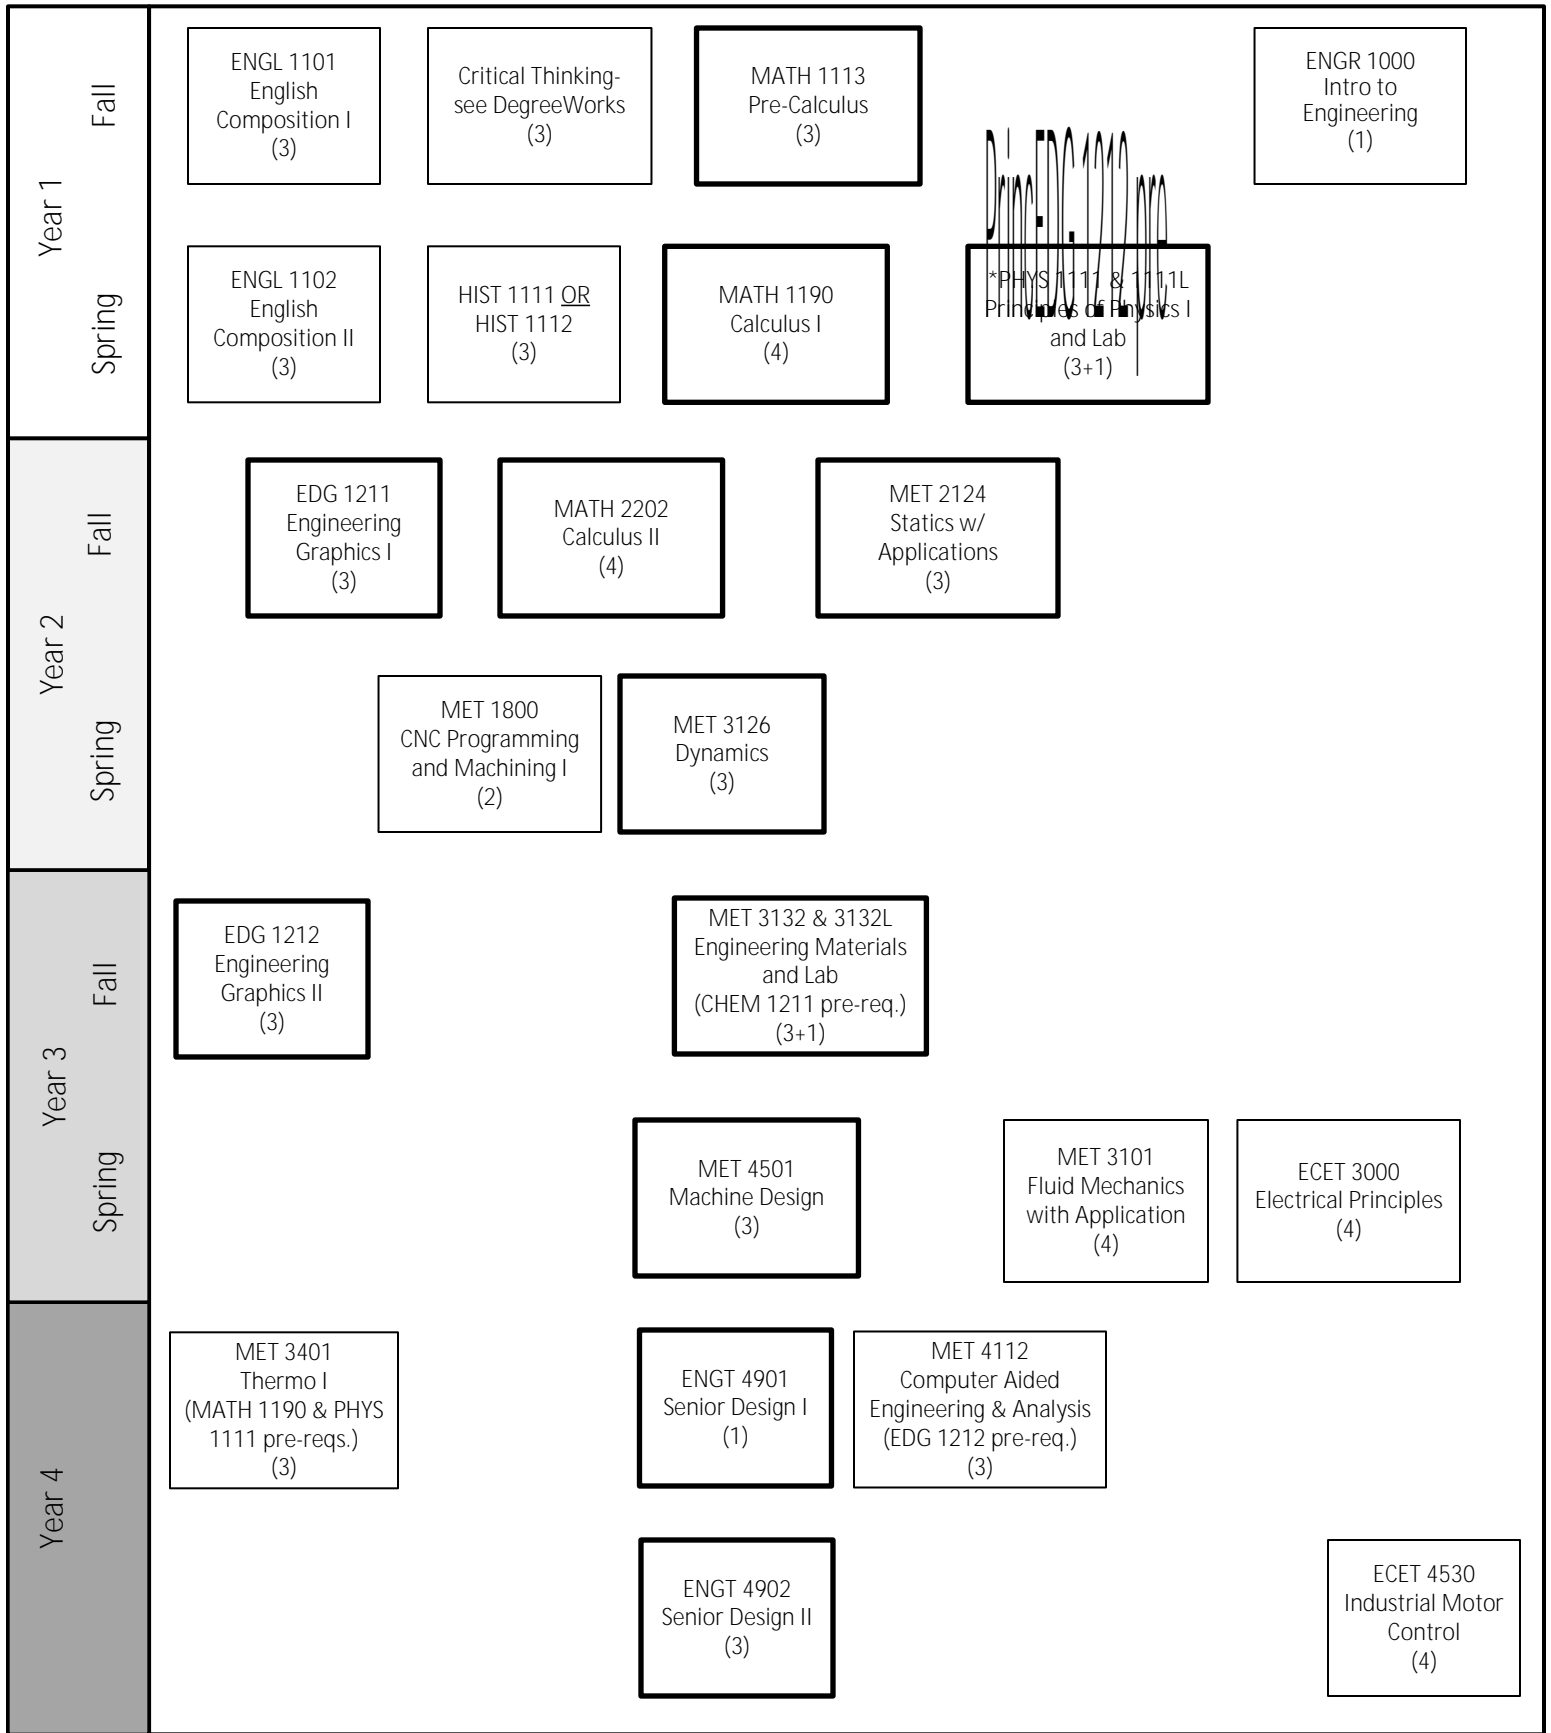 Year 1
Fall
ENGL 1101
English
Composition I
(3)
Critical Thinking-
see DegreeWorks
(3)
MATH 1113
Pre-Calculus
(3)
ENGR 1000
Intro to
Engineering
(1)
Spring
ENGL 1102
English
Composition II
(3)
HIST 1111 OR
HIST 1112
(3)
MATH 1190
Calculus I
(4)
*PHYS 1111 & 1111L
Principles of Physics I
and Lab
(3+1)
Year 2
Fall
EDG 1211
Engineering
Graphics I
(3)
MATH 2202
Calculus II
(4)
MET 2124
Statics w/
Applications
(3)
Spring
MET 1800
CNC Programming
and Machining I
(2)
MET 3126
Dynamics
(3)
Year 3
Fall
EDG 1212
Engineering
Graphics II
(3)
MET 3132 & 3132L
Engineering Materials
and Lab
(CHEM 1211 pre-req.)
(3+1)
Spring
MET 4501
Machine Design
(3)
MET 3101
Fluid Mechanics
with Application
(4)
ECET 3000
Electrical Principles
(4)
Year 4
MET 3401
Thermo I
(MATH 1190 & PHYS
1111 pre-reqs.)
(3)
ENGT 4901
Senior Design I
(1)
MET 4112
Computer Aided
Engineering & Analysis
(EDG 1212 pre-req.)
(3)
ENGT 4902
Senior Design II
(3)
ECET 4530
Industrial Motor
Control
(4)